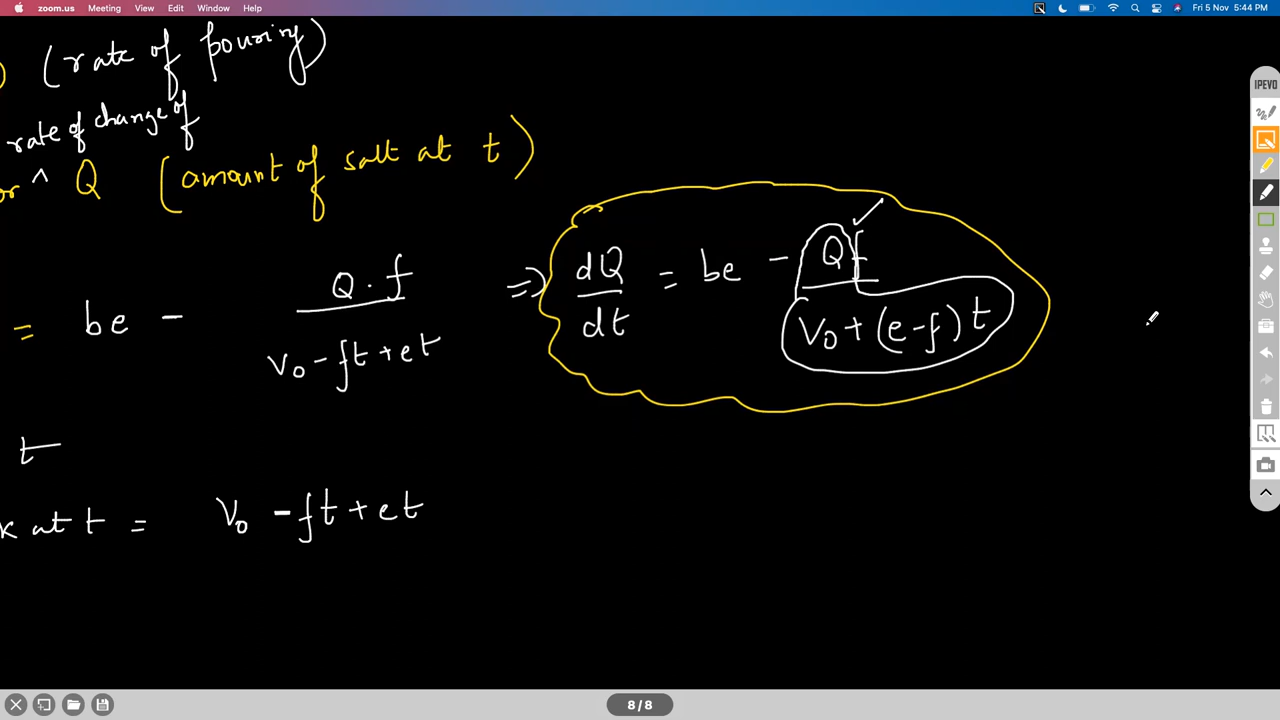 zoom.us Meeting View Edit Window Help Fri 5 Nov 5:44 PM
) (rate of pouring)
rate of change of
or ^ Q (amount of salt at t)
= be - Q.f / V₀ - ft + et ⇒ dQ/dt = be - Qf / V₀ + (e-f)t ✓
t
k at t = V₀ - ft + et
IPEVO
8/8